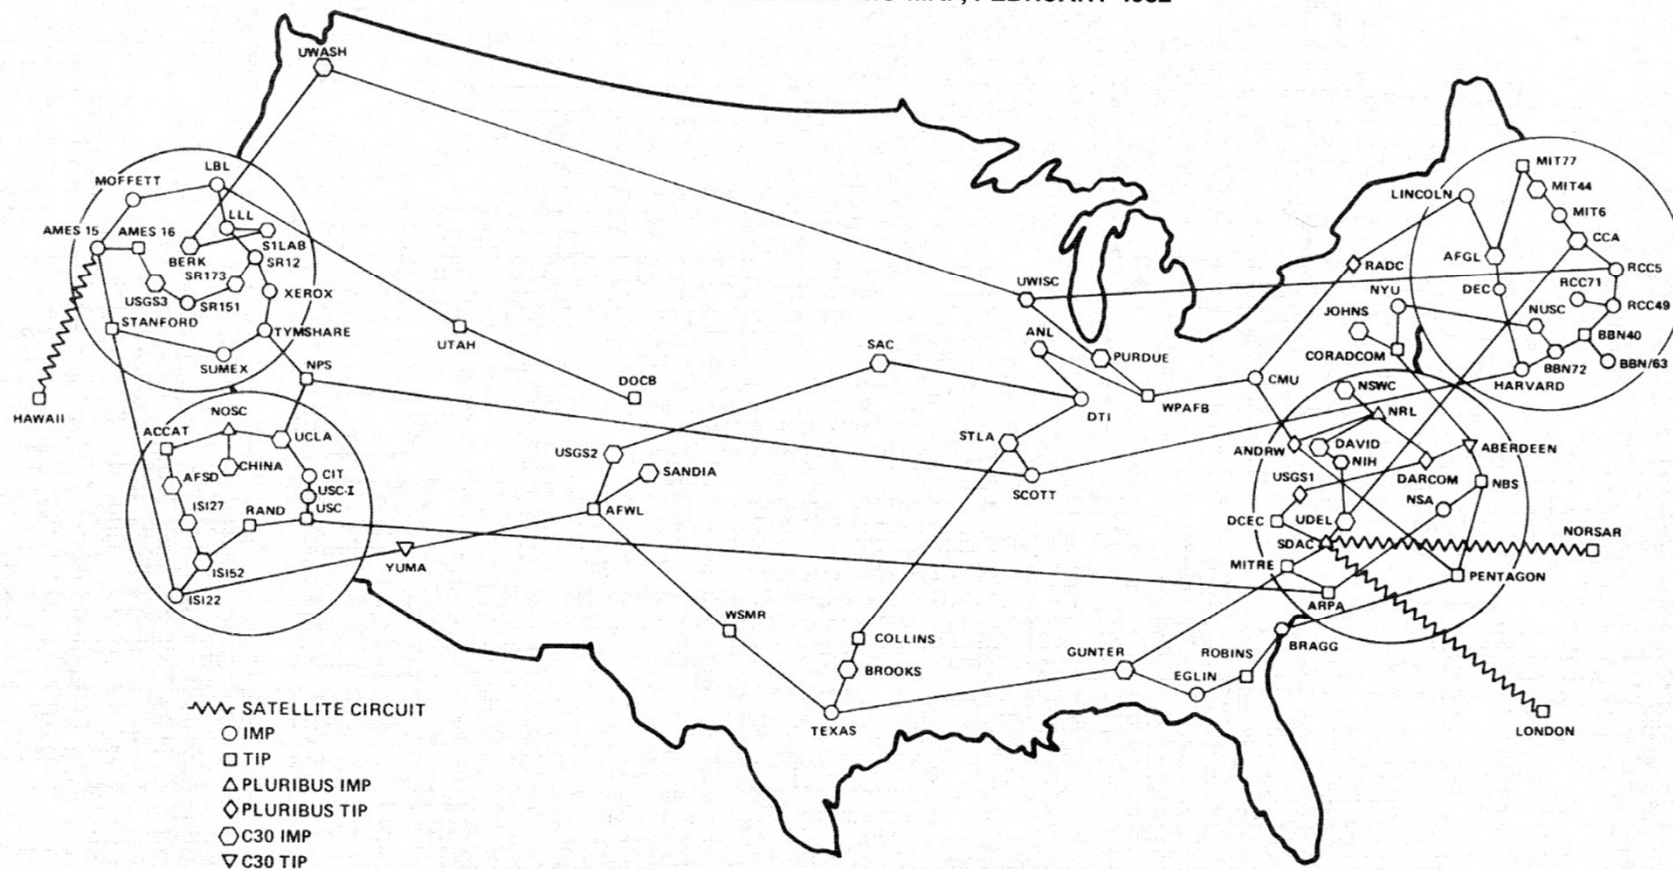 MAP, FEBRUARY 1982
UWASH
LBL
MOFFETT
LLL
AMES 15
AMES 16
S1LAB
BERK
SR12
SR173
USGS3
SR151
XEROX
STANFORD
TYMSHARE
SUMEX
NPS
HAWAII
UTAH
DOCB
NOSC
ACCAT
UCLA
CHINA
CIT
AFSD
USC-I
USC
ISI27
RAND
ISI52
ISI22
YUMA
SAC
USGS2
SANDIA
AFWL
WSMR
COLLINS
BROOKS
TEXAS
UWISC
ANL
PURDUE
DTI
WPAFB
STLA
SCOTT
CMU
GUNTER
EGLIN
ROBINS
BRAGG
MIT77
LINCOLN
MIT44
MIT6
CCA
AFGL
RADC
RCC5
DEC
RCC71
NYU
RCC49
JOHNS
NUSC
BBN40
CORADCOM
BBN72
BBN/63
HARVARD
NSWC
NRL
ANDRW
DAVID
ABERDEEN
NIH
DARCOM
USGS1
NBS
NSA
DCEC
UDEL
SDAC
NORSAR
MITRE
PENTAGON
ARPA
LONDON
SATELLITE CIRCUIT
IMP
TIP
PLURIBUS IMP
PLURIBUS TIP
C30 IMP
C30 TIP